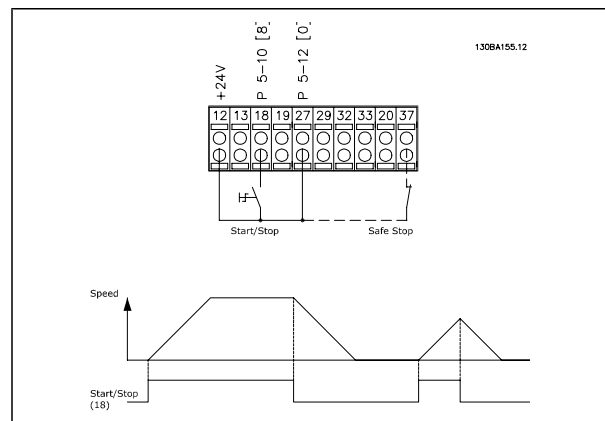 130BA155.12
+24V
P 5-10 [8]
P 5-12 [0]
12 13 18 19 27 29 32 33 20 37
Start/Stop
Safe Stop
Speed
Start/Stop
(18)